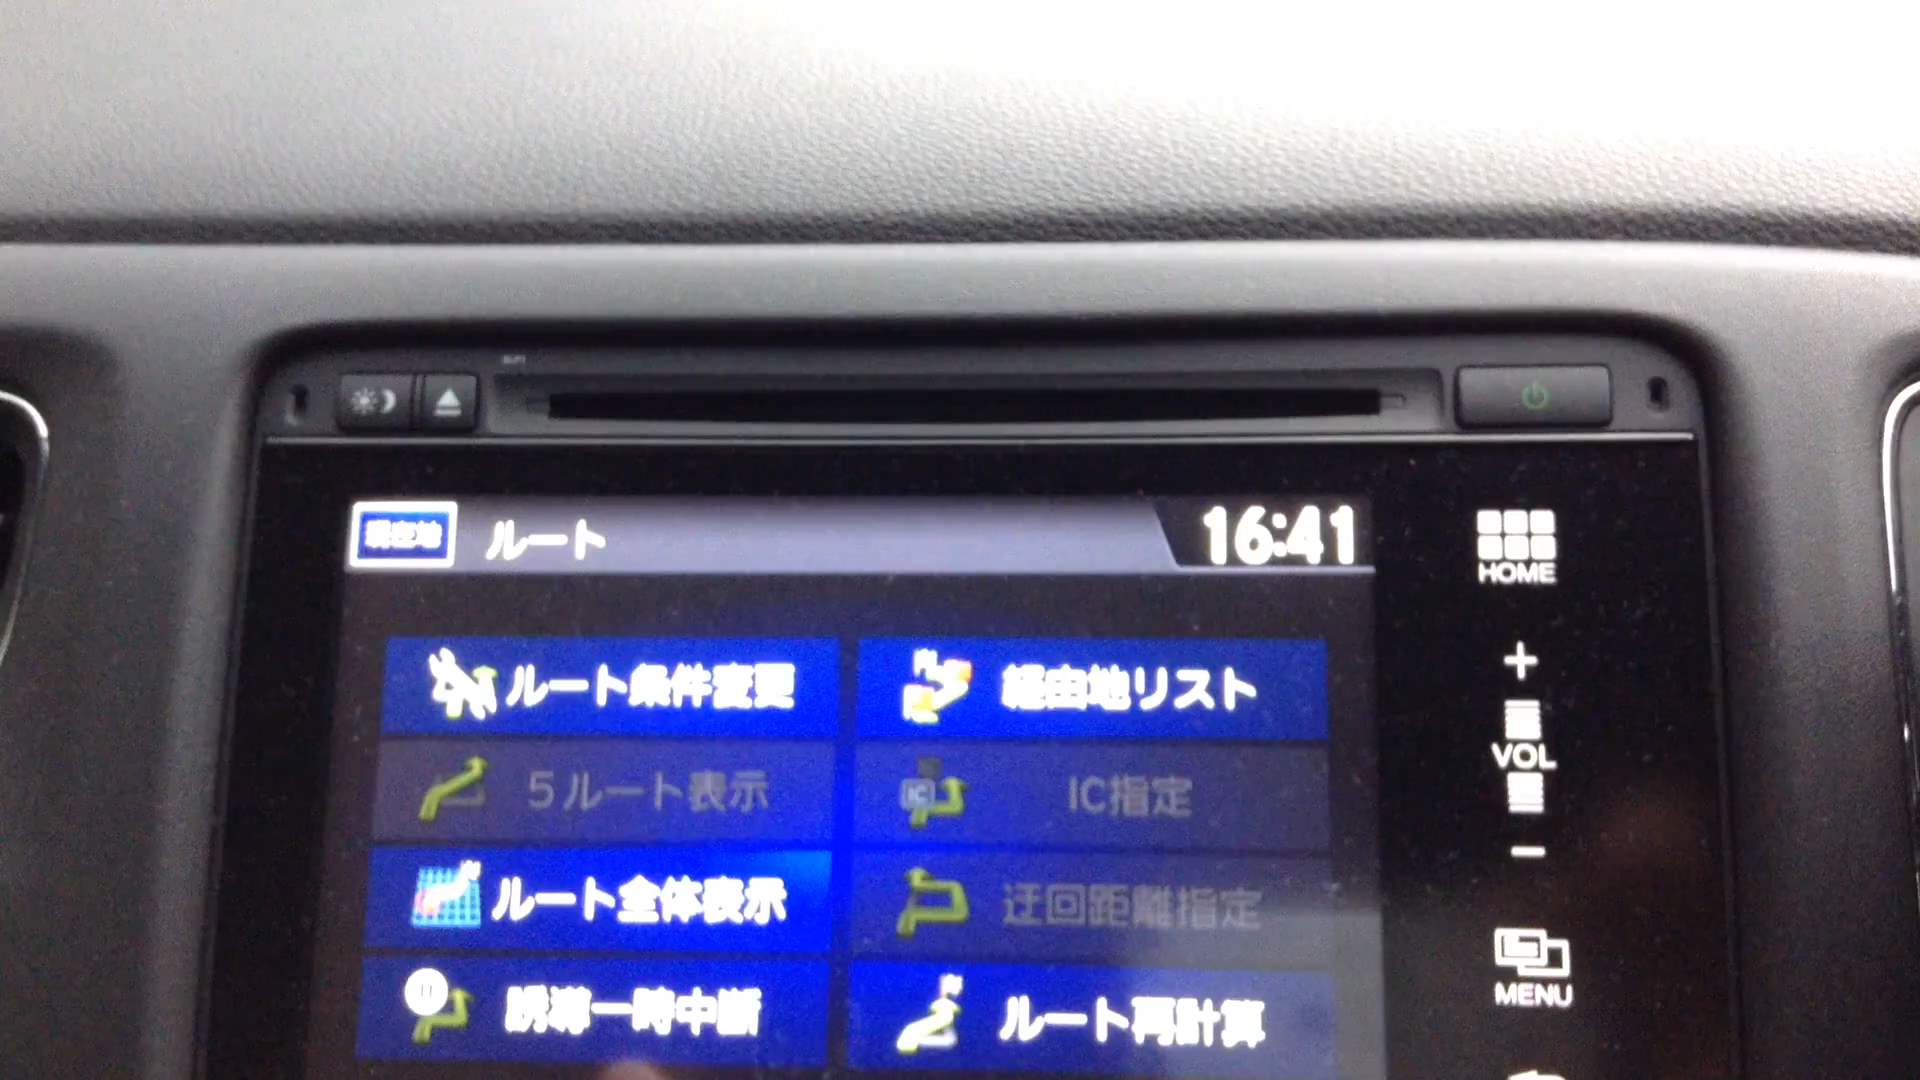 現在地 ルート 16:41
HOME
ルート条件変更 経由地リスト
5ルート表示 IC指定
ルート全体表示 迂回距離指定
誘導一時中断 ルート再計算
+
VOL
-
MENU